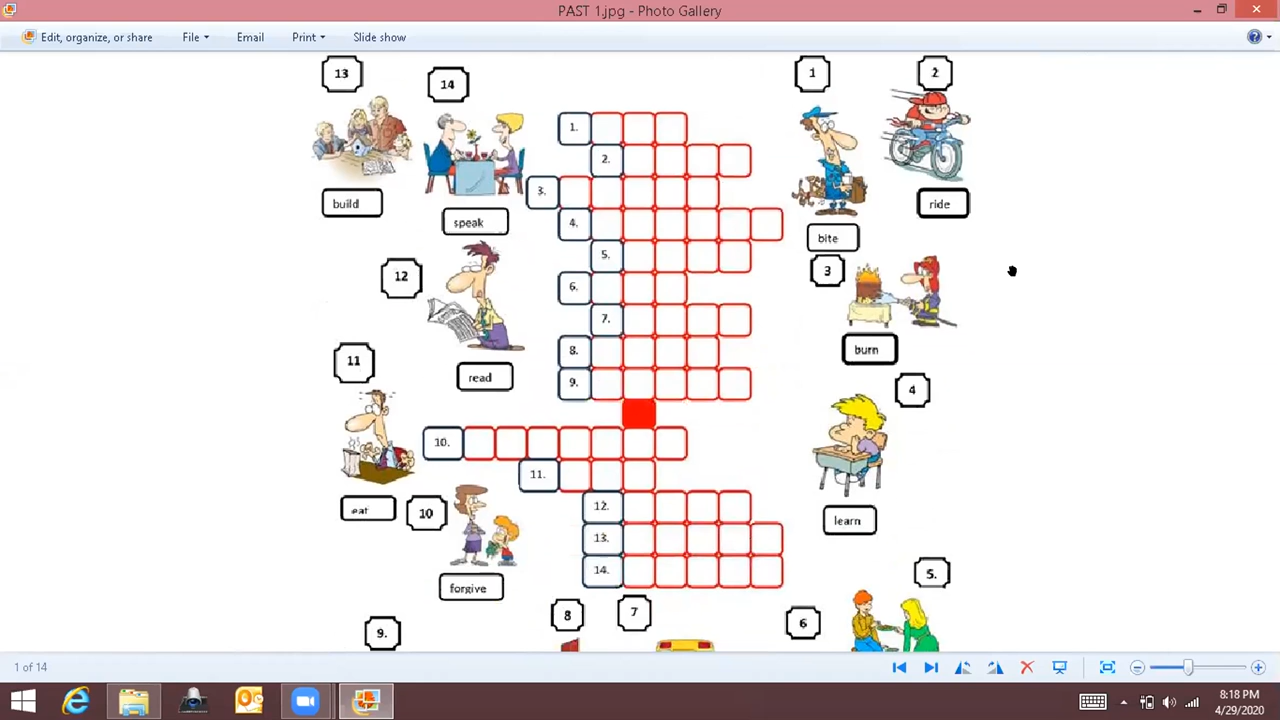 PAST 1.jpg - Photo Gallery
Edit, organize, or share
File
Email
Print
Slide show
13
14
1
2
1.
2.
3.
4.
5.
6.
7.
8.
9.
10.
11.
12.
13.
14.
build
speak
bite
ride
12
3
read
burn
11
4
eat
10
learn
forgive
5.
9.
8
7
6
1 of 14
8:18 PM
4/29/2020